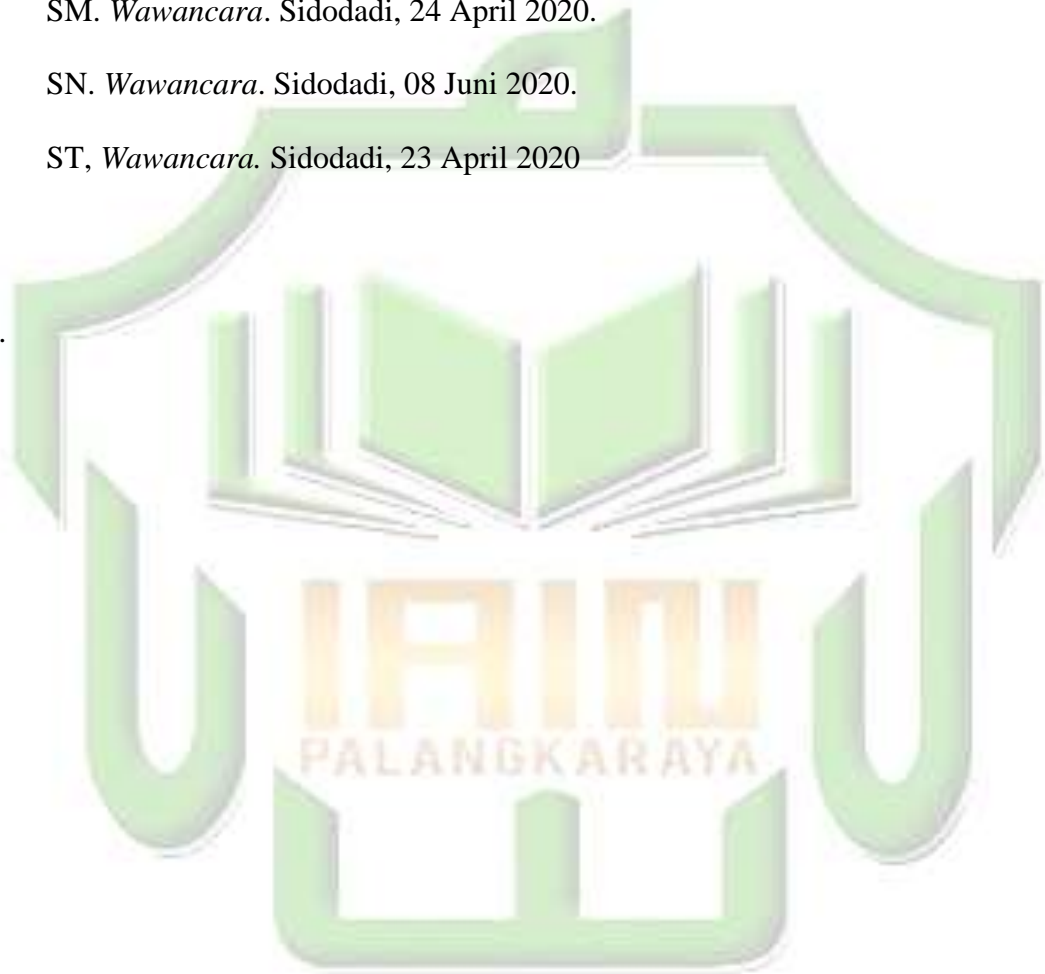 SM. Wawancara. Sidodadi, 24 April 2020.
SN. Wawancara. Sidodadi, 08 Juni 2020.
ST, Wawancara. Sidodadi, 23 April 2020
.
IAIN
PALANGKARAYA